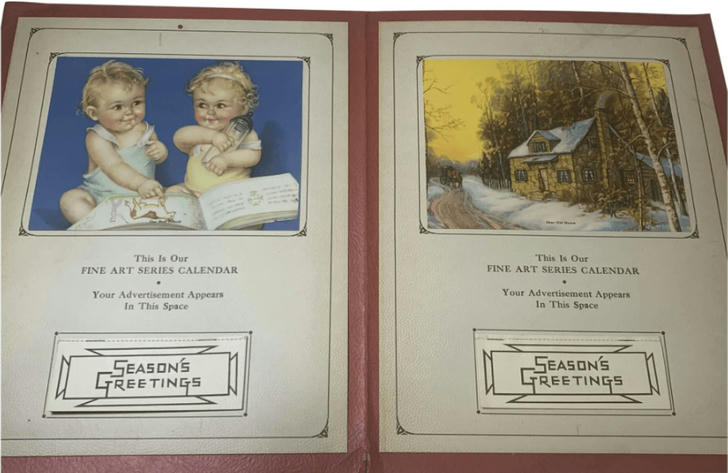 This Is Our
FINE ART SERIES CALENDAR
Your Advertisement Appears
In This Space
SEASON'S
GREETINGS
This Is Our
FINE ART SERIES CALENDAR
Your Advertisement Appears
In This Space
SEASON'S
GREETINGS